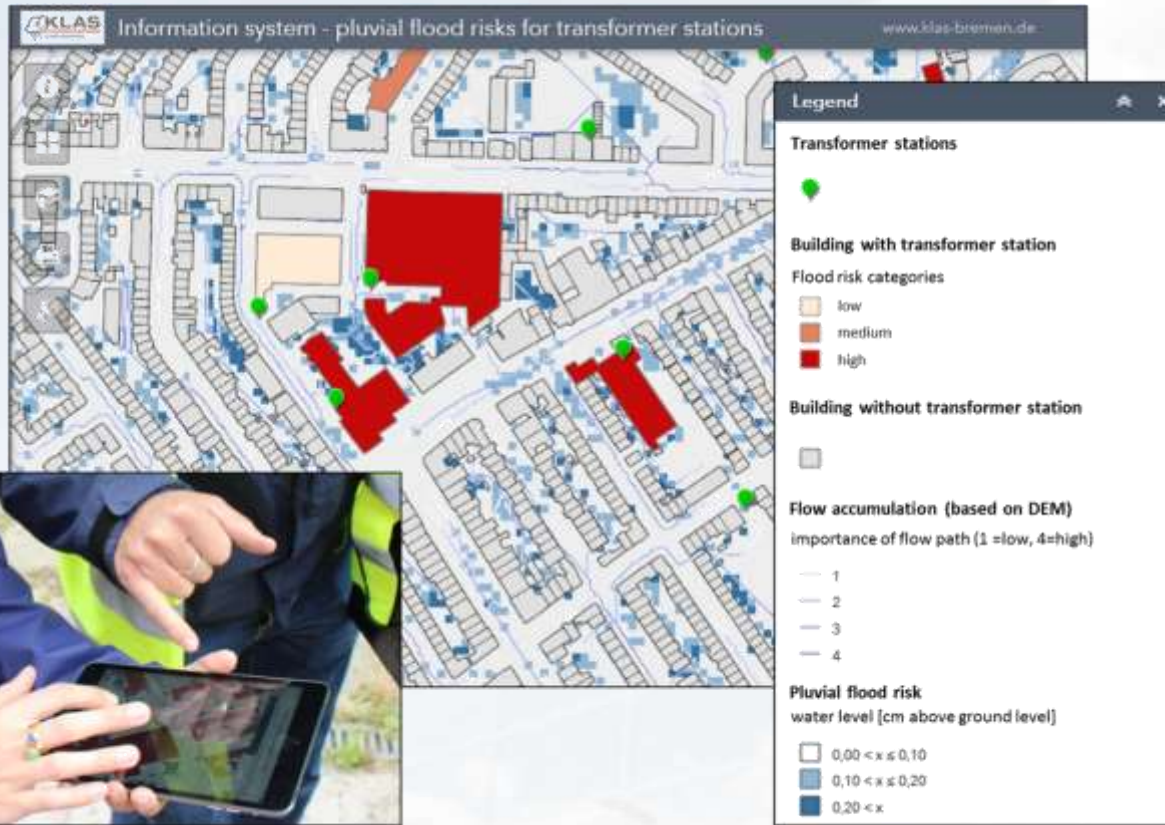 KLAS
Information system - pluvial flood risks for transformer stations
www.klas-bremen.de
Legend
Transformer stations
Building with transformer station
Flood risk categories
low
medium
high
Building without transformer station
Flow accumulation (based on DEM)
importance of flow path (1 =low, 4=high)
1
2
3
4
Pluvial flood risk
water level [cm above ground level]
0,00 < x ≤ 0,10
0,10 < x ≤ 0,20
0,20 < x